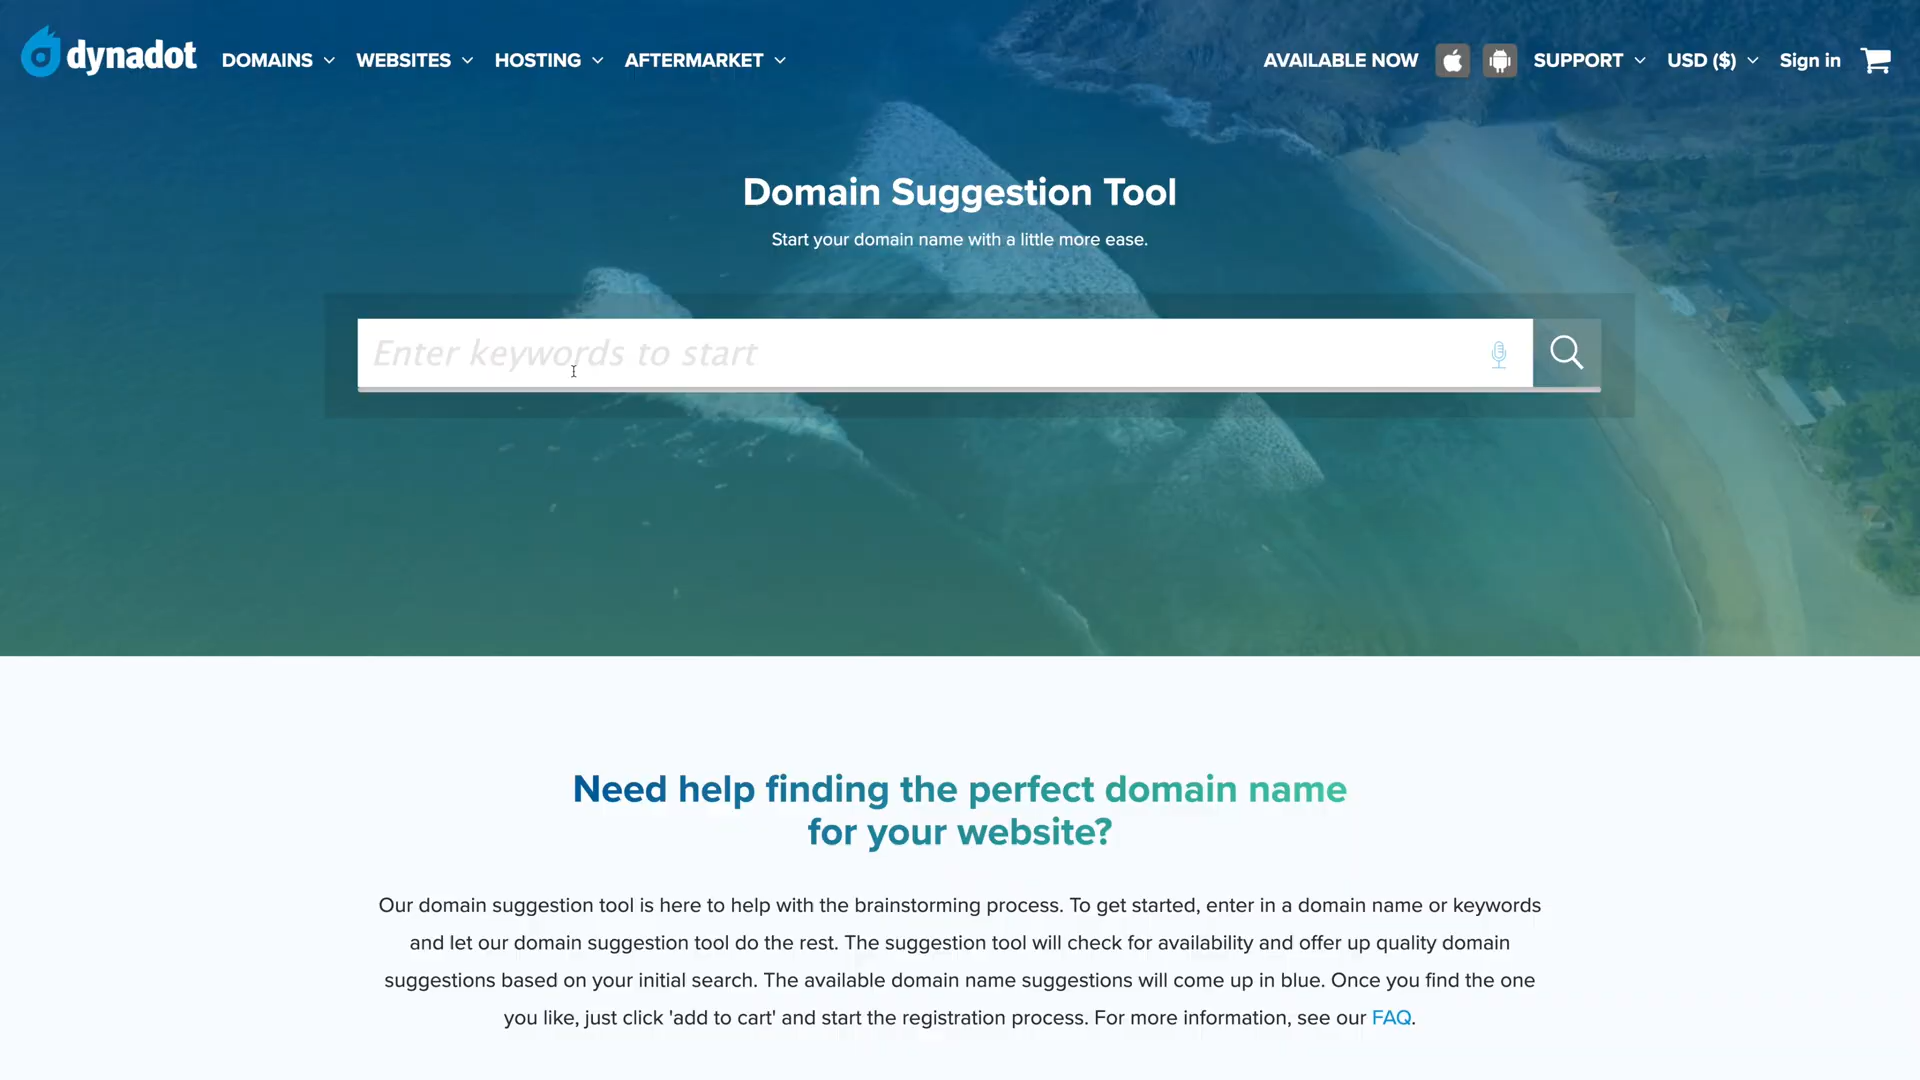 dynadot DOMAINS WEBSITES HOSTING AFTERMARKET AVAILABLE NOW SUPPORT USD ($) Sign in
Domain Suggestion Tool
Start your domain name with a little more ease.
Enter keywords to start
Need help finding the perfect domain name
for your website?
Our domain suggestion tool is here to help with the brainstorming process. To get started, enter in a domain name or keywords
and let our domain suggestion tool do the rest. The suggestion tool will check for availability and offer up quality domain
suggestions based on your initial search. The available domain name suggestions will come up in blue. Once you find the one
you like, just click 'add to cart' and start the registration process. For more information, see our FAQ.